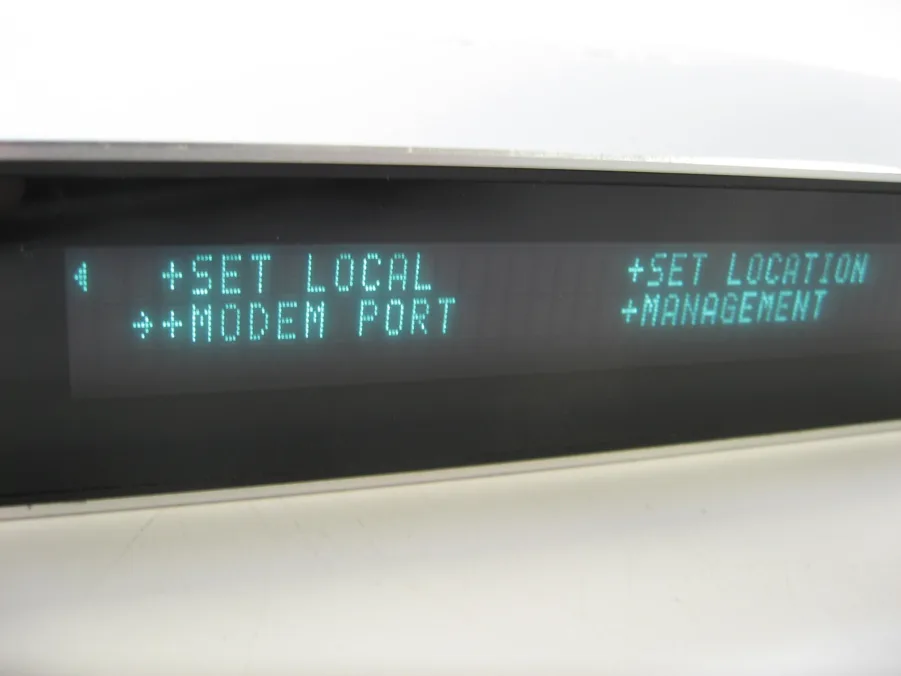 ◀ +SET LOCAL +SET LOCATION
→+MODEM PORT +MANAGEMENT